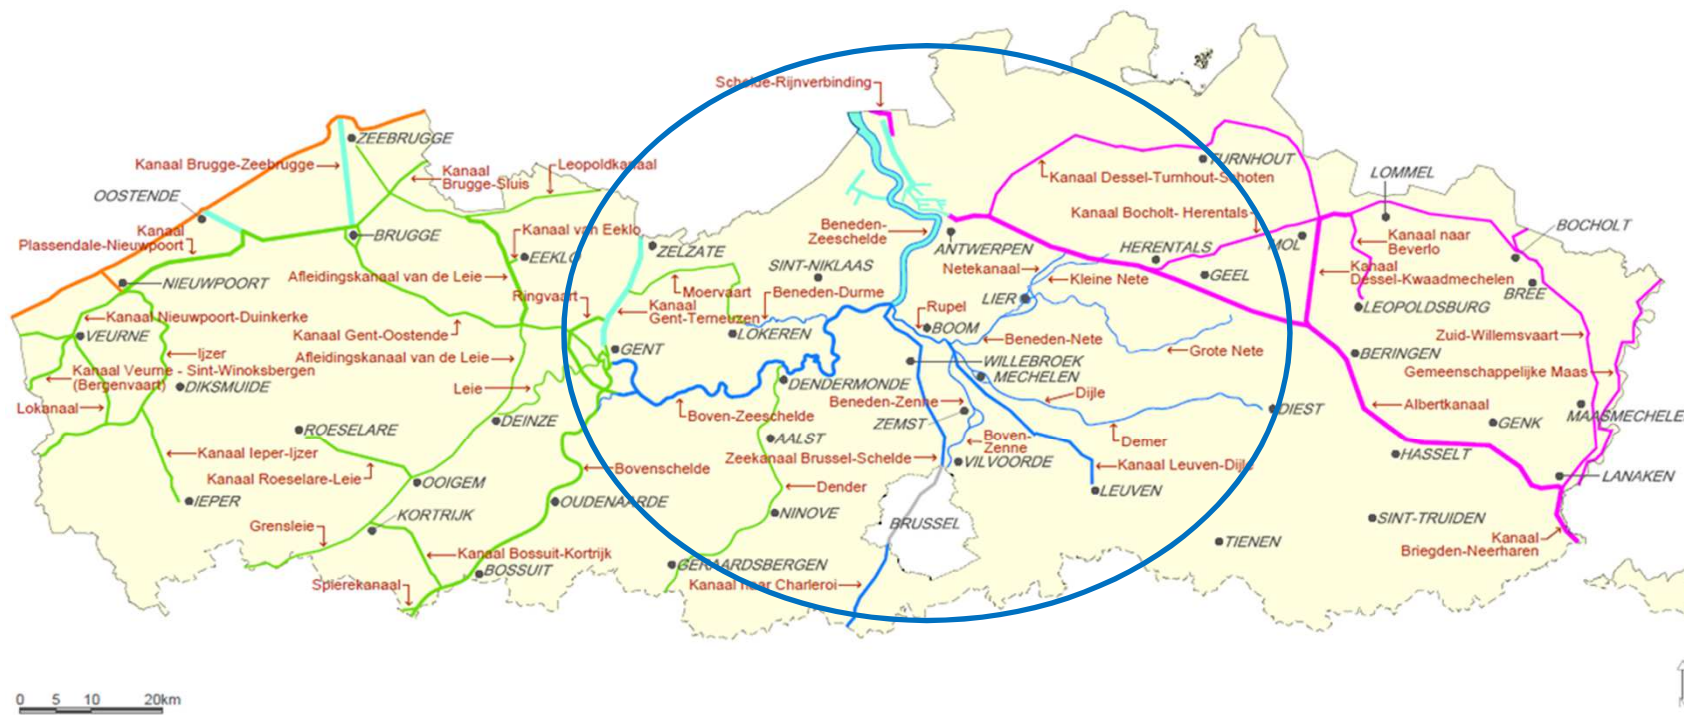 Schelde-Rijnverbinding
ZEEBRUGGE
Kanaal Brugge-Zeebrugge
Kanaal
Brugge-Sluis
Leopoldkanaal
TURNHOUT
Kanaal Dessel-Turnhout-Schoten
LOMMEL
OOSTENDE
Kanaal
Plassendale-Nieuwpoort
BRUGGE
Kanaal van Eeklo
EEKLO
ZELZATE
Beneden-
Zeeschelde
ANTWERPEN
Kanaal Bocholt- Herentals
HERENTALS
MOL
Kanaal naar
Beverlo
BOCHOLT
NIEUWPOORT
Afleidingskanaal van de Leie
Ringvaart
Moervaart
SINT-NIKLAAS
Beneden-Durme
Netekanaal
Kleine Nete
GEEL
Kanaal
Dessel-Kwaadmechelen
BREE
Kanaal Nieuwpoort-Duinkerke
VEURNE
Kanaal Gent-Oostende
Kanaal
Gent-Terneuzen
LOKEREN
Rupel
LIER
BOOM
LEOPOLDSBURG
Zuid-Willemsvaart
Ijzer
Kanaal Veurne - Sint-Winoksbergen
(Bergenvaart)
DIKSMUIDE
Afleidingskanaal van de Leie
GENT
Beneden-Nete
Grote Nete
BERINGEN
Gemeenschappelijke Maas
Lokanaal
Leie
DENDERMONDE
WILLEBROEK
MECHELEN
Dijle
DIEST
Albertkanaal
GENK
MAASMECHELE
ROESELARE
DEINZE
Boven-Zeeschelde
Beneden-Zenne
ZEMST
Demer
Kanaal Ieper-Ijzer
Kanaal Roeselare-Leie
AALST
Boven-
Zenne
HASSELT
Bovenschelde
Zeekanaal Brussel-Schelde
VILVOORDE
Kanaal Leuven-Dijle
LANAKEN
IEPER
OOIGEM
OUDENAARDE
Dender
LEUVEN
Grensleie
KORTRIJK
NINOVE
BRUSSEL
SINT-TRUIDEN
TIENEN
Kanaal
Briegden-Neerharen
Kanaal Bossuit-Kortrijk
BOSSUIT
Spierekanaal
GERAARDSBERGEN
Kanaal naar Charleroi
0 5 10 20km